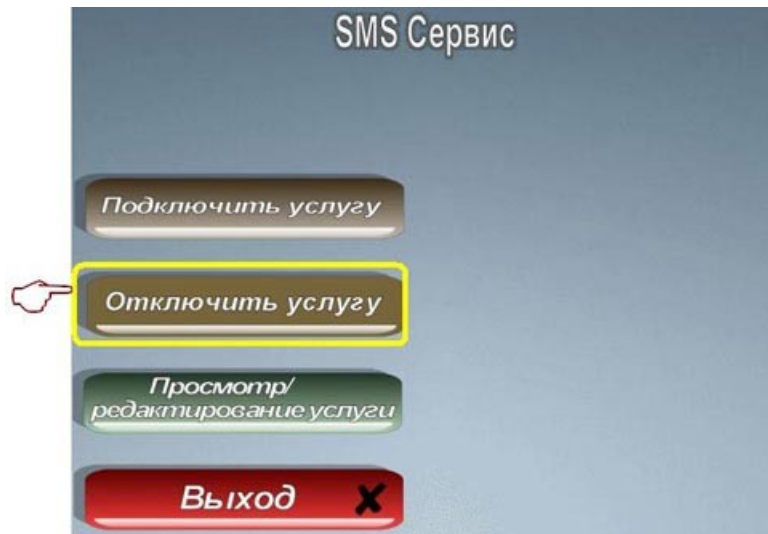 SMS Сервис
Подключить услугу
Отключить услугу
Просмотр/
редактирование услуги
Выход